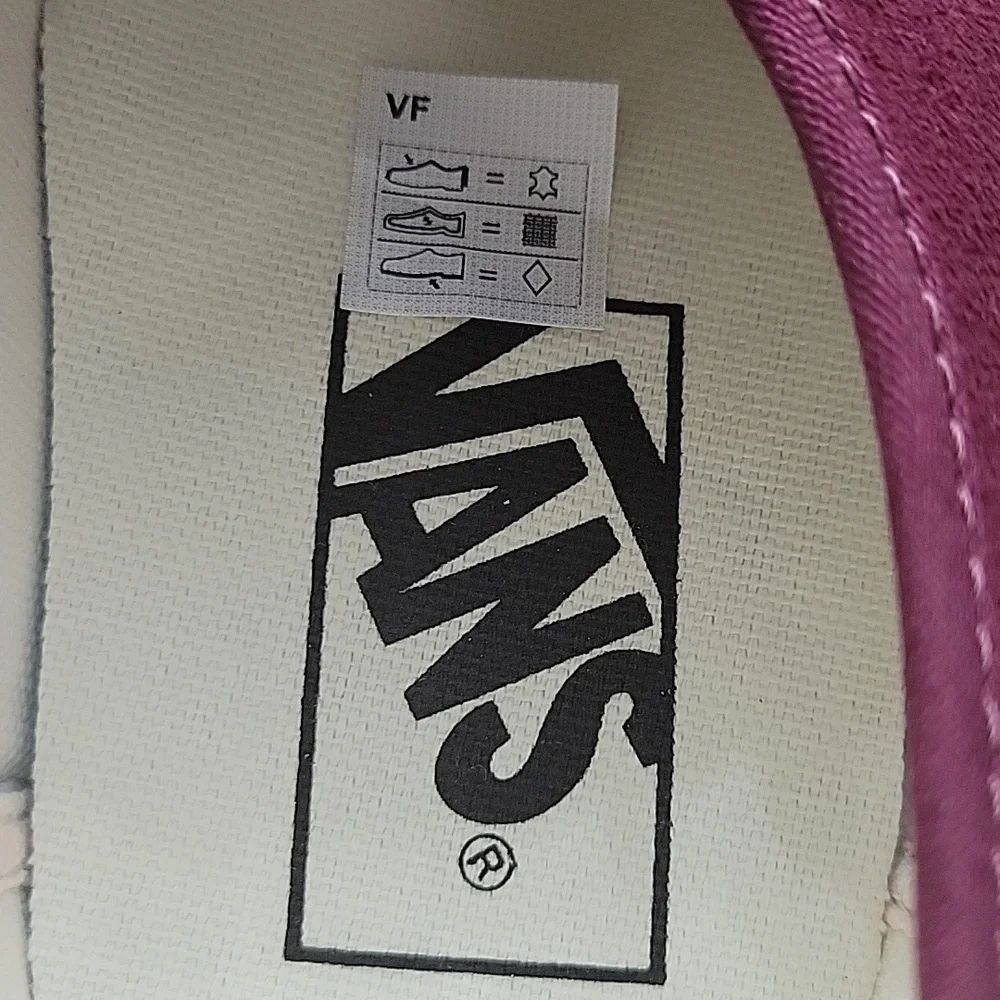 VF
=
=
=
VANS
®